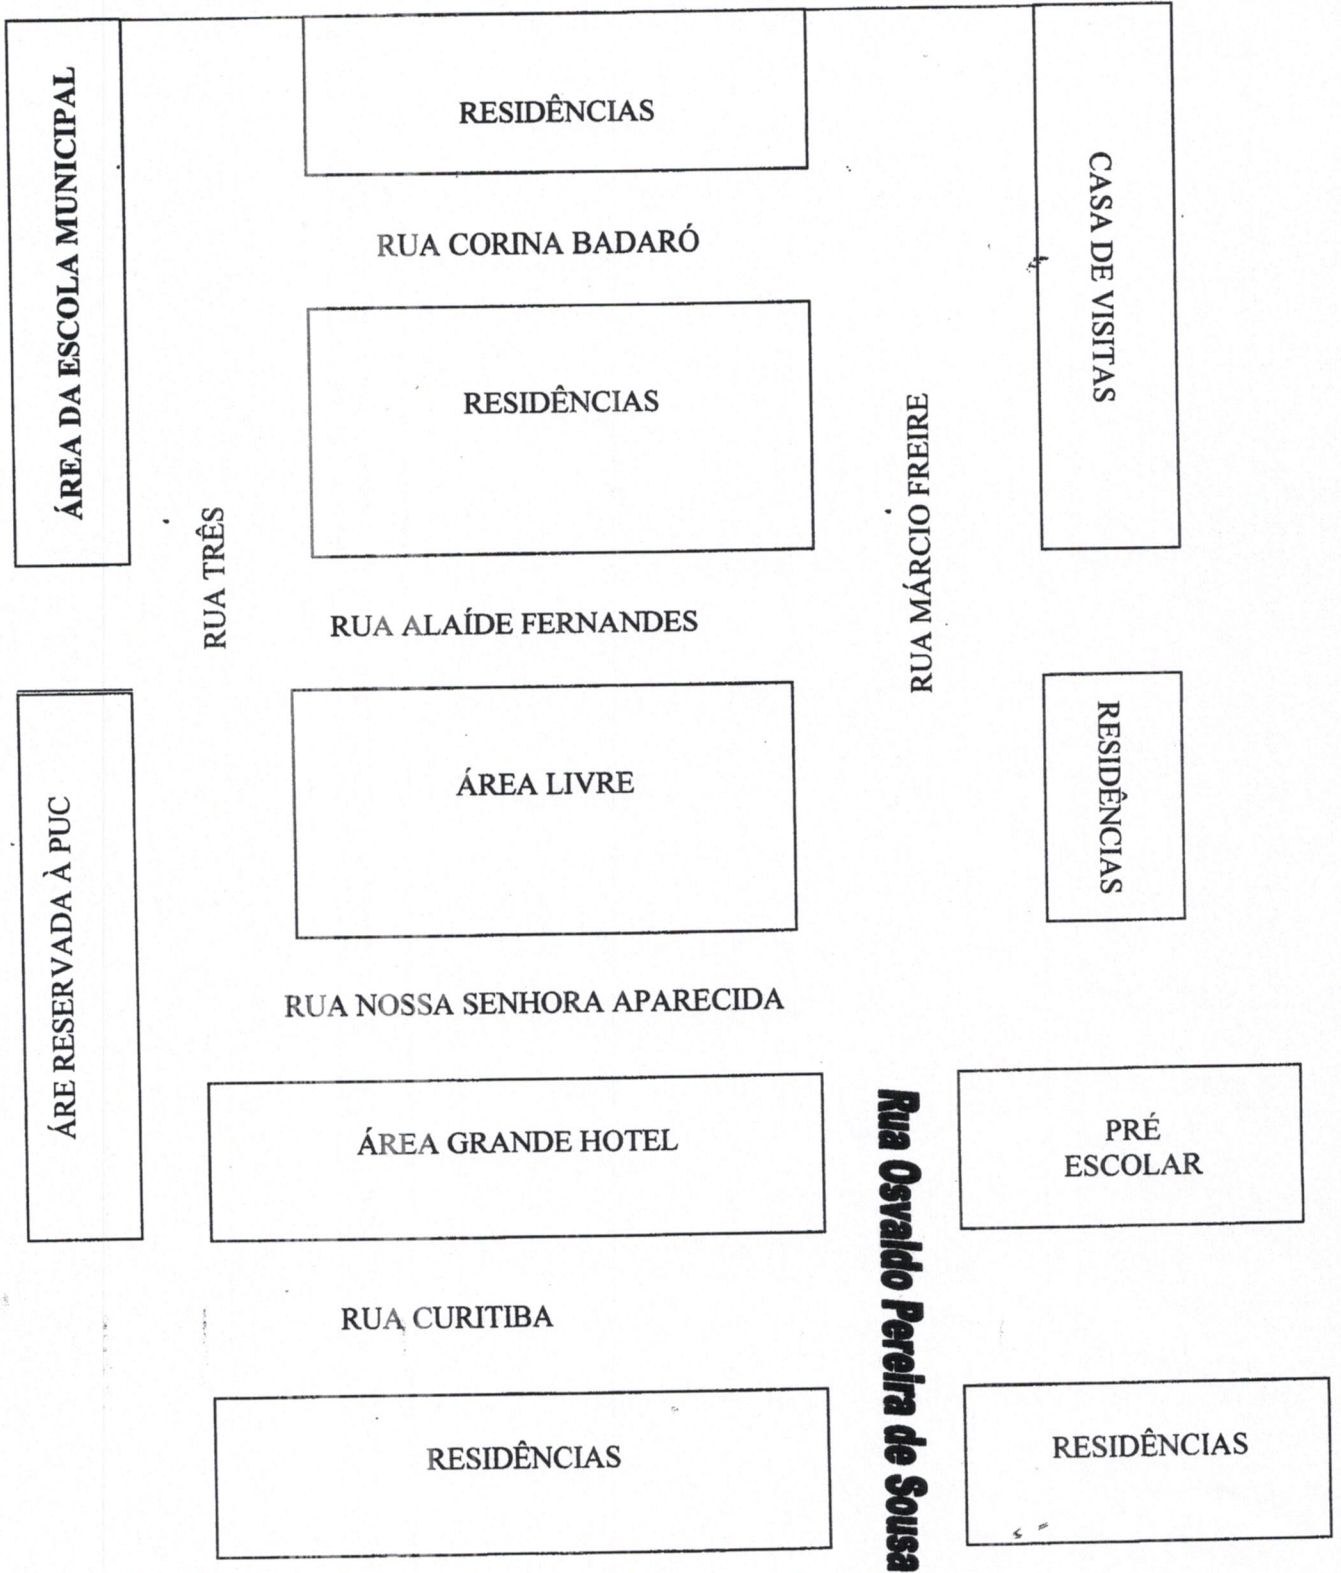 ÁREA DA ESCOLA MUNICIPAL
RESIDÊNCIAS
CASA DE VISITAS
RUA CORINA BADARÓ
RESIDÊNCIAS
RUA TRÊS
RUA MÁRCIO FREIRE
RUA ALAÍDE FERNANDES
ÁRE RESERVADA À PUC
ÁREA LIVRE
RESIDÊNCIAS
RUA NOSSA SENHORA APARECIDA
ÁREA GRANDE HOTEL
Rua Osvaldo Pereira de Sousa
PRÉ
ESCOLAR
RUA CURITIBA
RESIDÊNCIAS
RESIDÊNCIAS